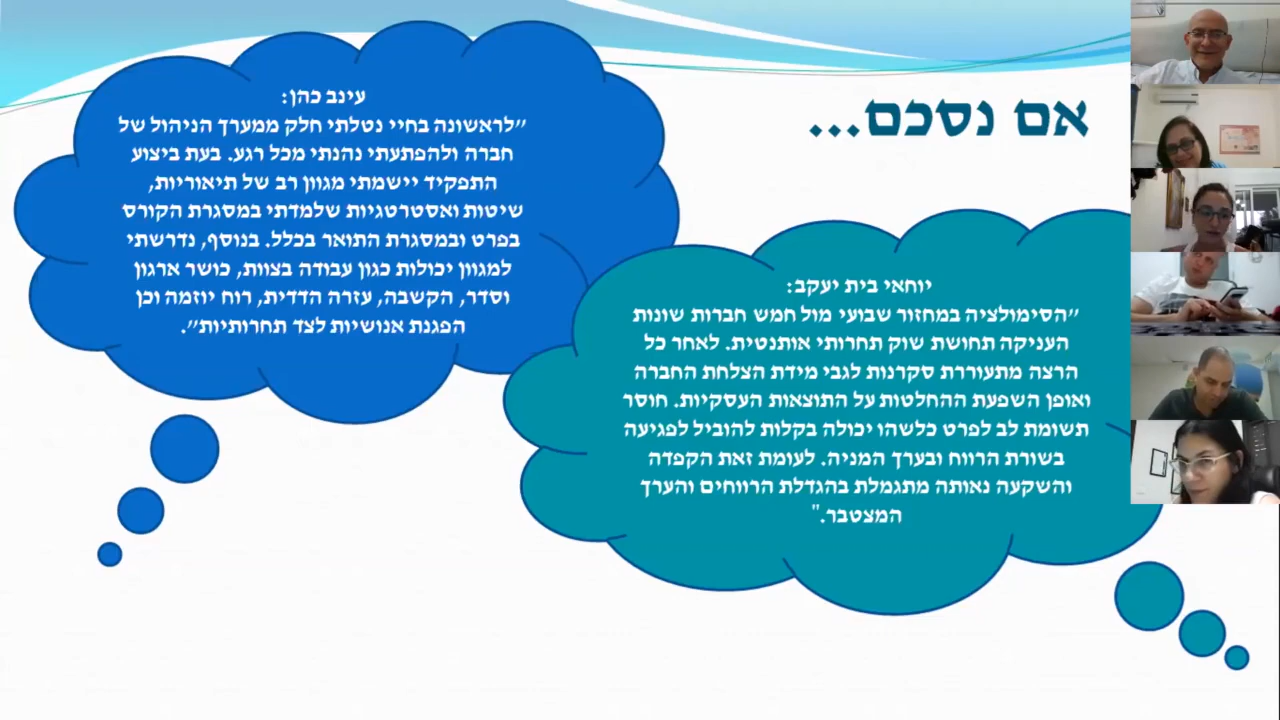 אם נסכם...
עינב כהן:
״לראשונה בחיי נטלתי חלק ממערך הניהול של
חברה ולהפתעתי נהנתי מכל רגע. בעת ביצוע
התפקיד יישמתי מגוון רב של תיאוריות,
שיטות ואסטרטגיות שלמדתי במסגרת הקורס
בפרט ובמסגרת התואר בכלל. בנוסף, נדרשתי
למגוון יכולות כגון עבודה בצוות, כושר ארגון
וסדר, הקשבה, עזרה הדדית, רוח יוזמה וכן
הפגנת אנושיות לצד תחרותיות״.
יוחאי בית יעקב:
״הסימולציה במחזור שבועי מול חמש חברות שונות
העניקה תחושת שוק תחרותי אותנטית. לאחר כל
הרצה מתעוררת סקרנות לגבי מידת הצלחת החברה
ואופן השפעת ההחלטות על התוצאות העסקיות. חוסר
תשומת לב לפרט כלשהו יכולה בקלות להוביל לפגיעה
בשורת הרווח ובערך המניה. לעומת זאת הקפדה
והשקעה נאותה מתגמלת בהגדלת הרווחים והערך
המצטבר."